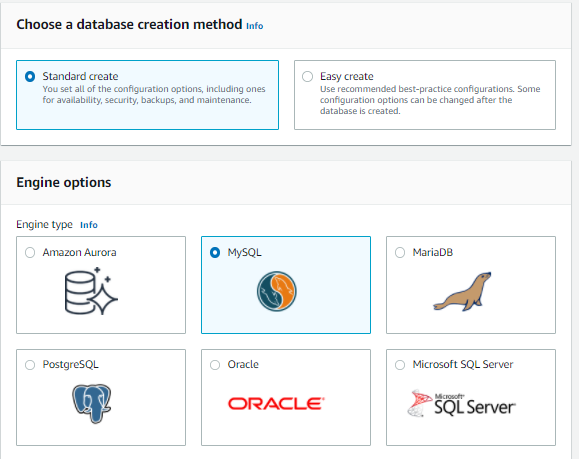 Choose a database creation method Info
Standard create
You set all of the configuration options, including ones
for availability, security, backups, and maintenance.
Easy create
Use recommended best-practice configurations. Some
configuration options can be changed after the
database is created.
Engine options
Engine type Info
Amazon Aurora
MySQL
MariaDB
PostgreSQL
Oracle
ORACLE
Microsoft SQL Server
Microsoft
SQL Server